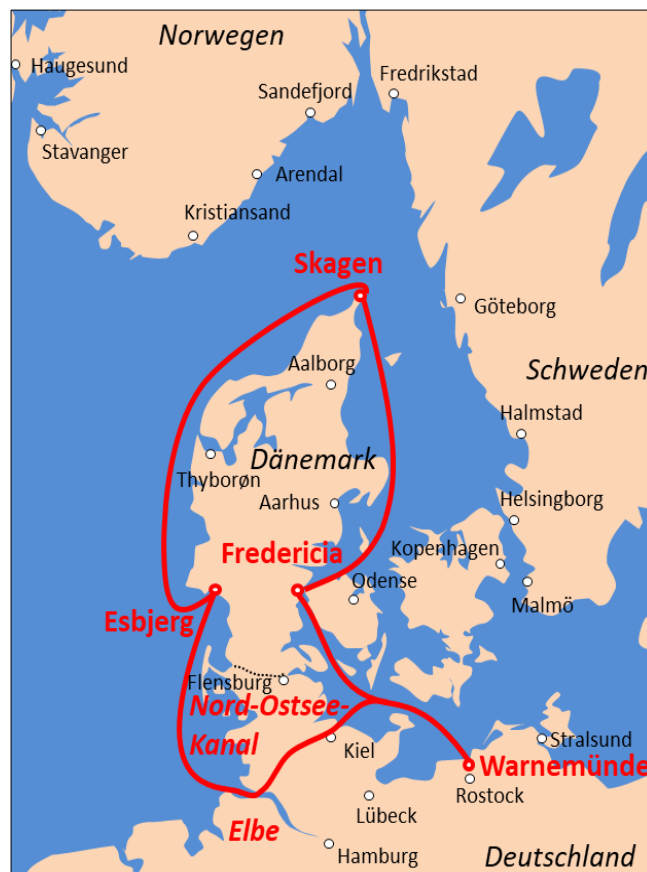 Norwegen
Haugesund
Fredrikstad
Sandefjord
Stavanger
Arendal
Kristiansand
Skagen
Göteborg
Aalborg
Schweden
Halmstad
Dänemark
Thyborøn
Aarhus
Helsingborg
Fredericia
Kopenhagen
Odense
Malmö
Esbjerg
Flensburg
Nord-Ostsee-
Kanal
Kiel
Stralsund
Warnemünde
Rostock
Lübeck
Elbe
Hamburg
Deutschland